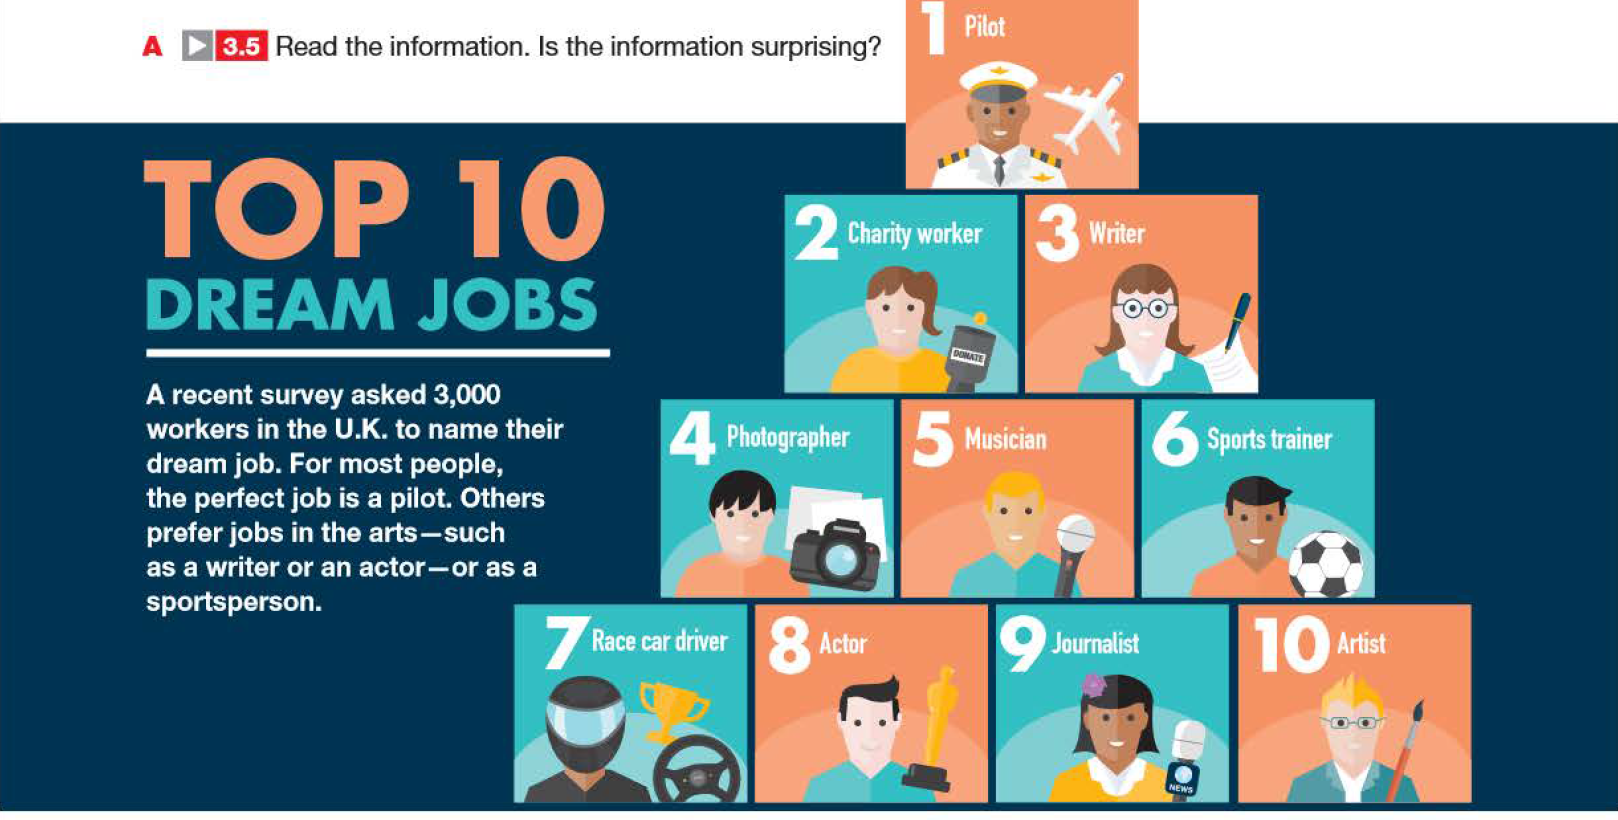 A 3.5 Read the information. Is the information surprising?
TOP 10
DREAM JOBS
A recent survey asked 3,000
workers in the U.K. to name their
dream job. For most people,
the perfect job is a pilot. Others
prefer jobs in the arts—such
as a writer or an actor—or as a
sportsperson.
1 Pilot
2 Charity worker
DONATE
3 Writer
4 Photographer
5 Musician
6 Sports trainer
7 Race car driver
8 Actor
9 Journalist
NEWS
10 Artist